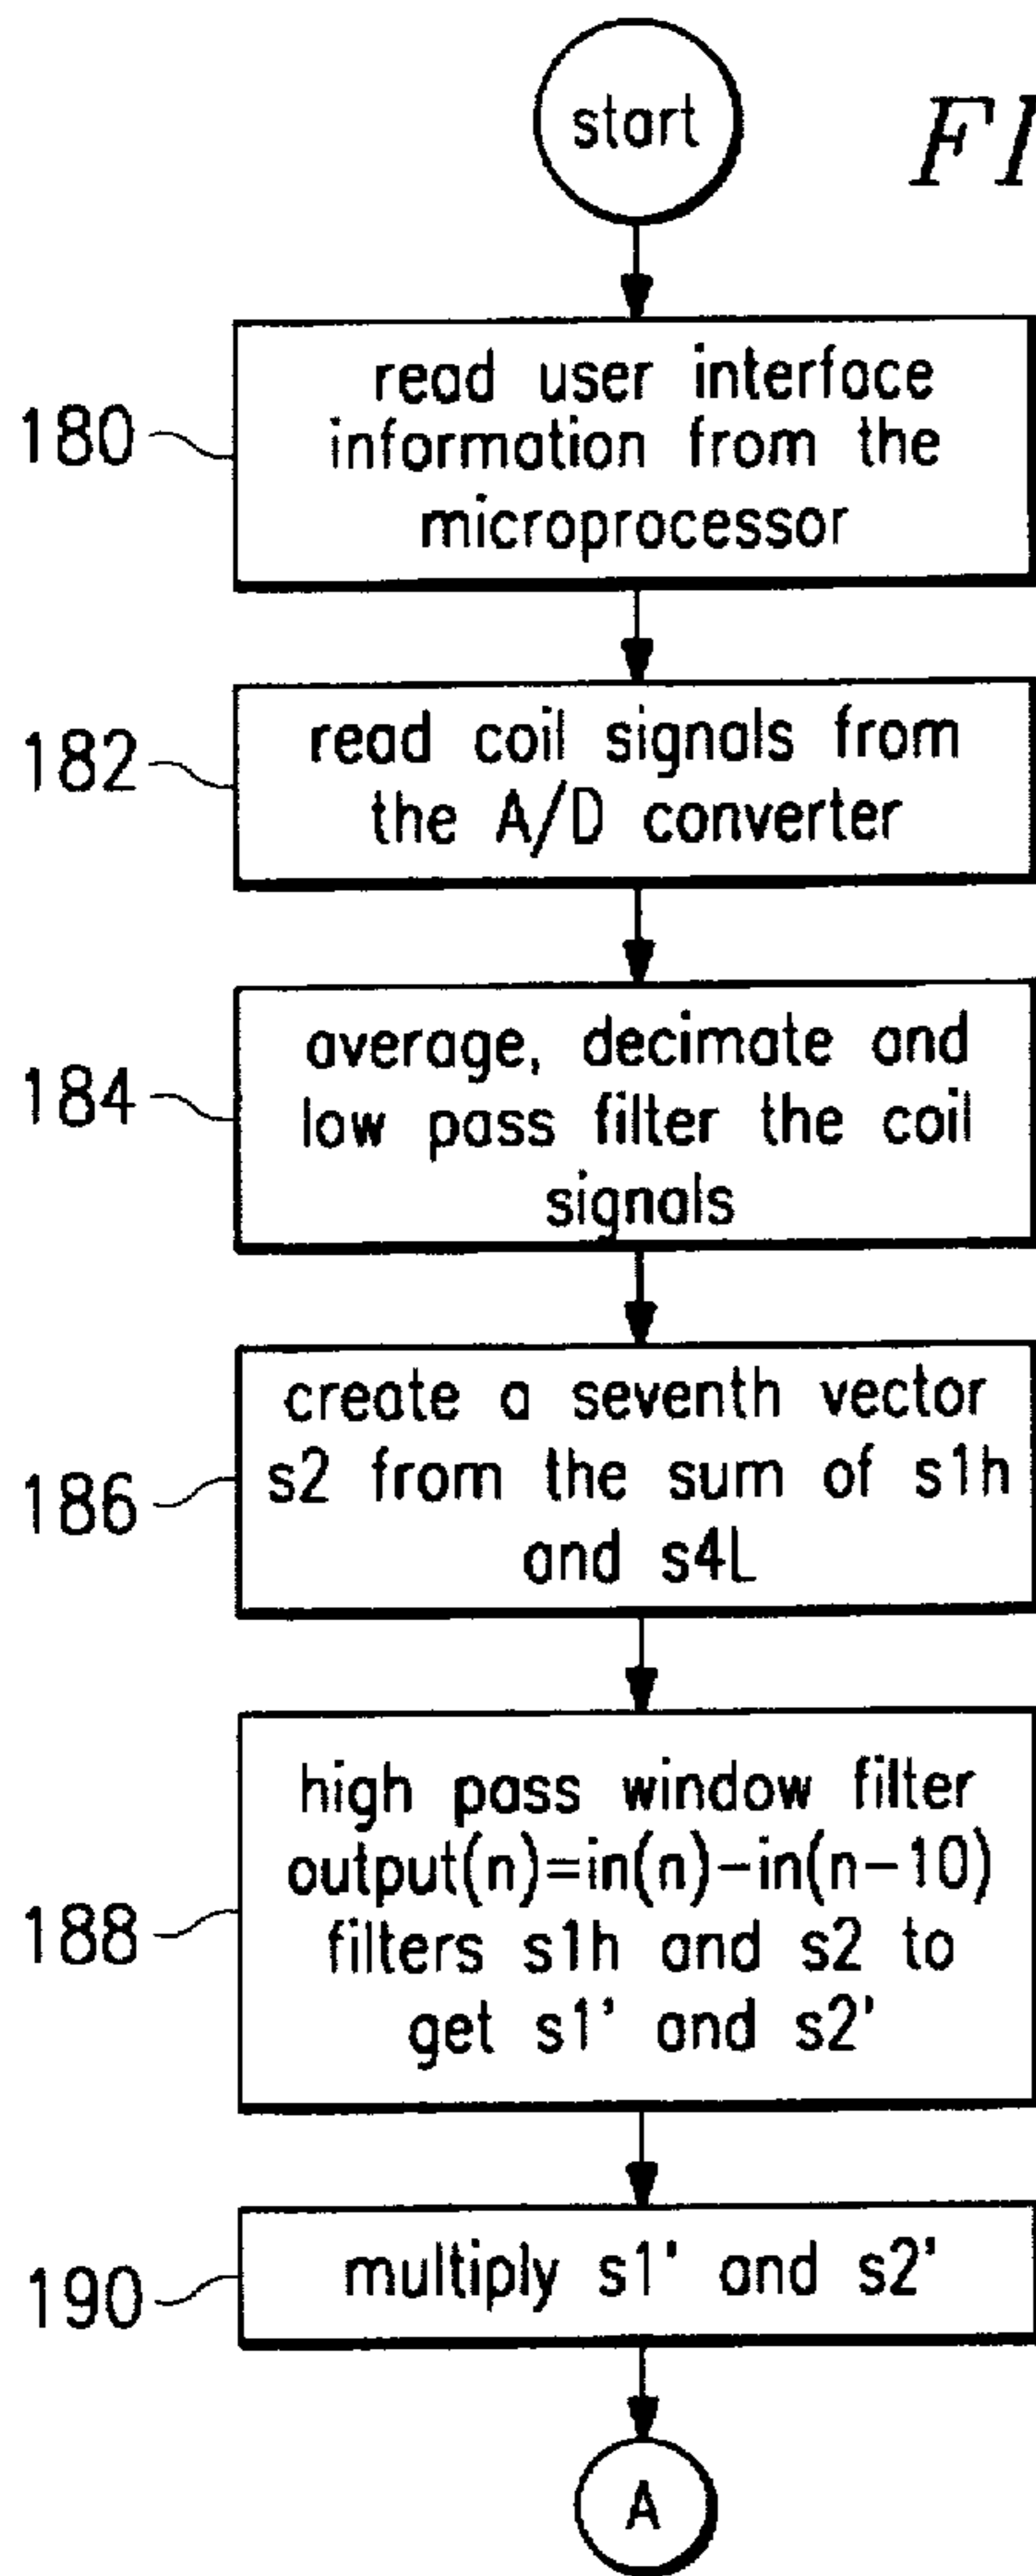 start
FI
180
read user interface
information from the
microprocessor
182
read coil signals from
the A/D converter
184
average, decimate and
low pass filter the coil
signals
186
create a seventh vector
s2 from the sum of s1h
and s4L
188
high pass window filter
output(n)=in(n)-in(n-10)
filters s1h and s2 to
get s1' and s2'
190
multiply s1' and s2'
A